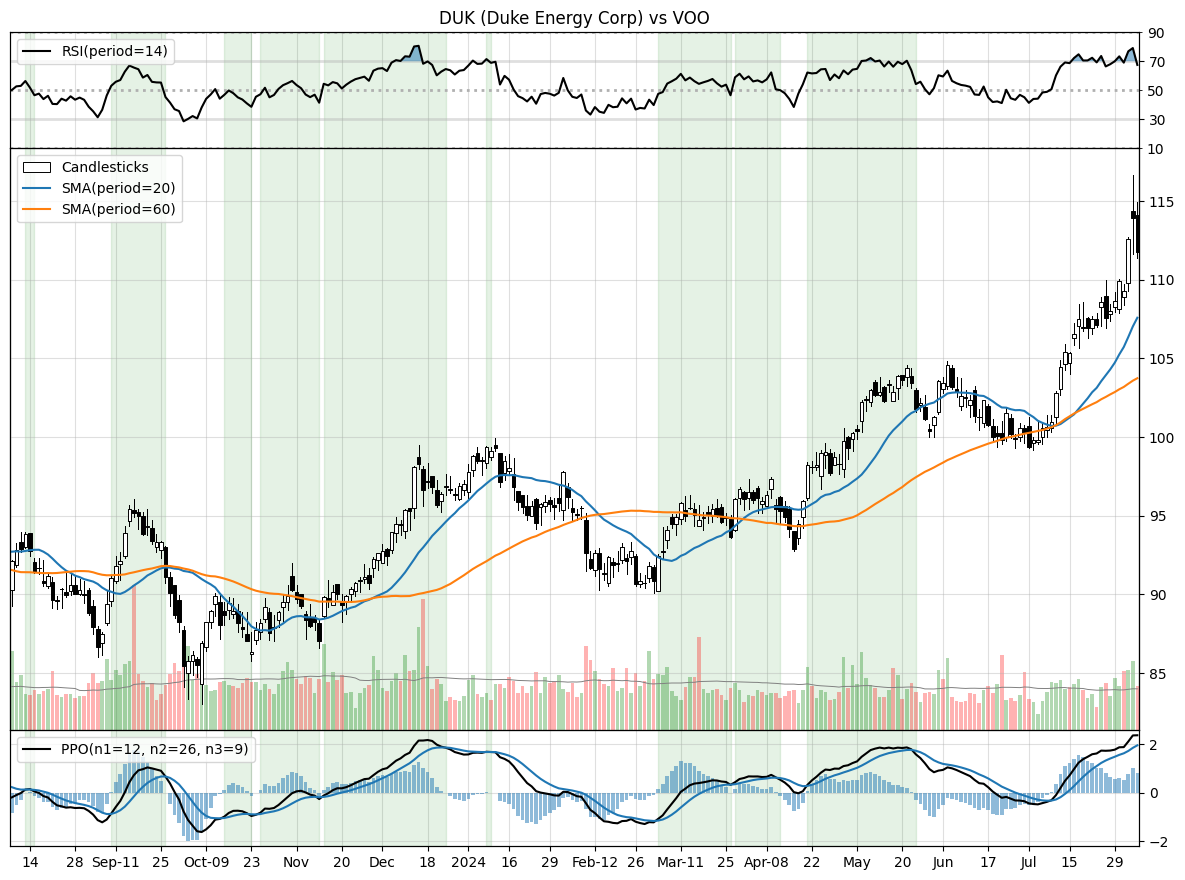 DUK (Duke Energy Corp) vs VOO
RSI(period=14)
90
70
50
30
10
Candlesticks
SMA(period=20)
SMA(period=60)
115
110
105
100
95
90
85
PPO(n1=12, n2=26, n3=9)
2
0
−2
14 28 Sep-11 25 Oct-09 23 Nov 20 Dec 18 2024 16 29 Feb-12 26 Mar-11 25 Apr-08 22 May 20 Jun 17 Jul 15 29